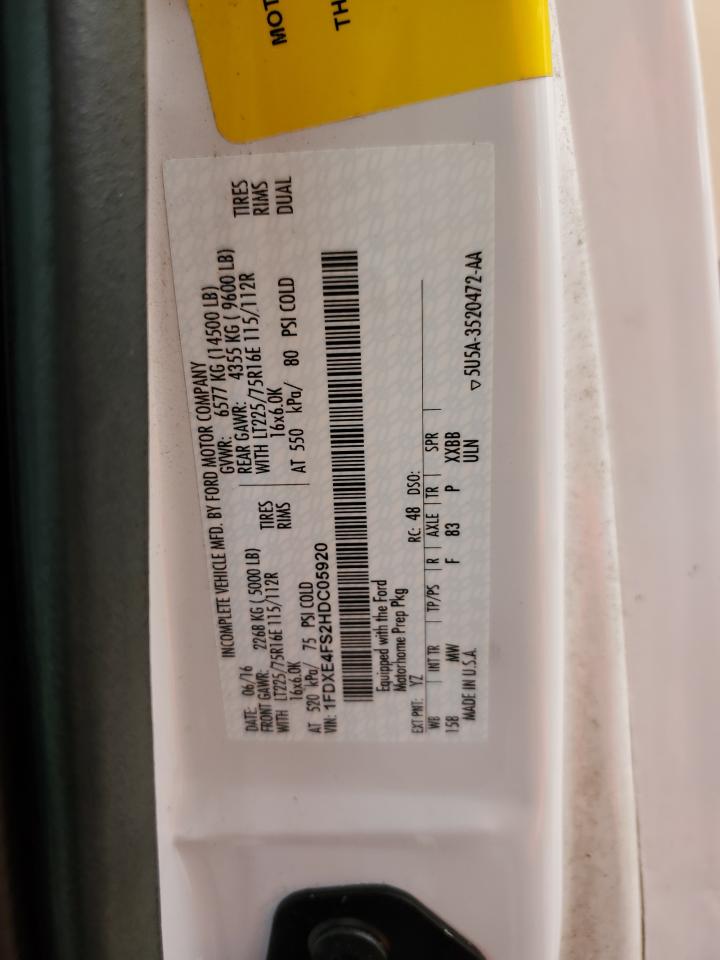 MOT
TH
INCOMPLETE VEHICLE MFD. BY FORD MOTOR COMPANY
DATE: 06/16 GVWR: 6577 KG (14500 LB)
FRONT GAWR: 2268 KG (5000 LB) REAR GAWR: 4355 KG ( 9600 LB)
WITH LT225/75R16E 115/112R TIRES WITH LT225/75R16E 115/112R TIRES
16x6.0K RIMS 16x6.0K RIMS
AT 520 kPa/ 75 PSI COLD AT 550 kPa/ 80 PSI COLD DUAL
VIN: 1FDXE4FS2HDC05920
Equipped with the Ford
Motorhome Prep Pkg
EXT PNT: YZ RC: 48 DSO:
WB INT TR TP/PS R AXLE TR SPR
158 MW F 83 P XXBB
MADE IN U.S.A. ULN
▽5U5A-3520472-AA